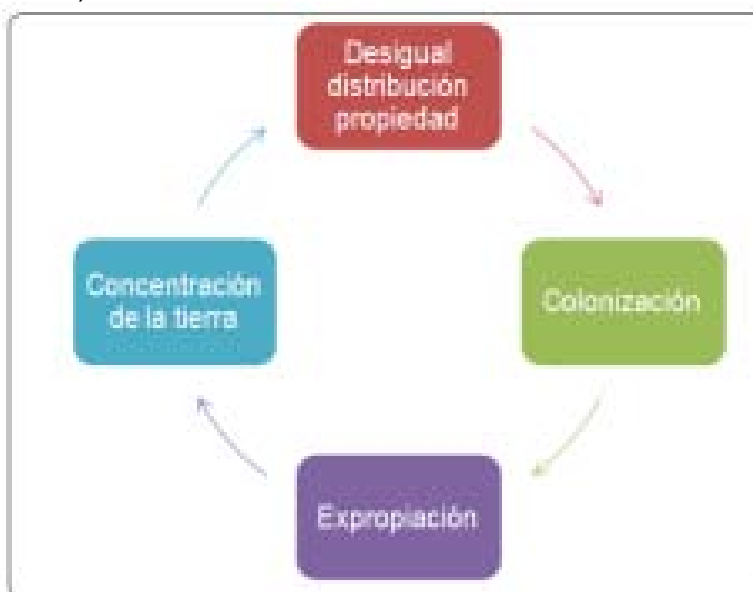 Desigual
distribución
propiedad
Concentración
de la tierra
Colonización
Expropiación